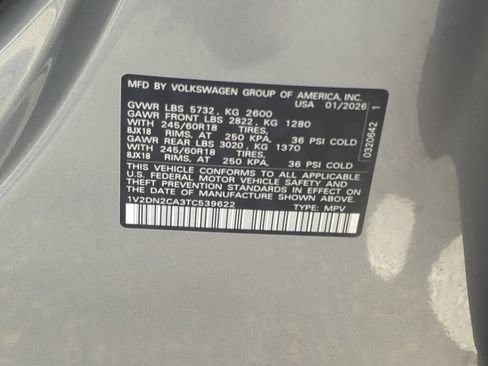 MFD BY VOLKSWAGEN GROUP OF AMERICA, INC.
USA 01/2026
GVWR LBS 5732, KG 2600
GAWR FRONT LBS 2822, KG 1280
WITH 245/60R18 TIRES,
8JX18 RIMS, AT 250 KPA, 36 PSI COLD
GAWR REAR LBS 3020, KG 1370
WITH 245/60R18 TIRES,
8JX18 RIMS, AT 250 KPA, 36 PSI COLD
THIS VEHICLE CONFORMS TO ALL APPLICABLE
U.S. FEDERAL MOTOR VEHICLE SAFETY AND
THEFT PREVENTION STANDARDS IN EFFECT ON
THE DATE OF MANUFACTURE SHOWN ABOVE.
1V2DN2CA3TC539622 TYPE: MPV
0320642 1